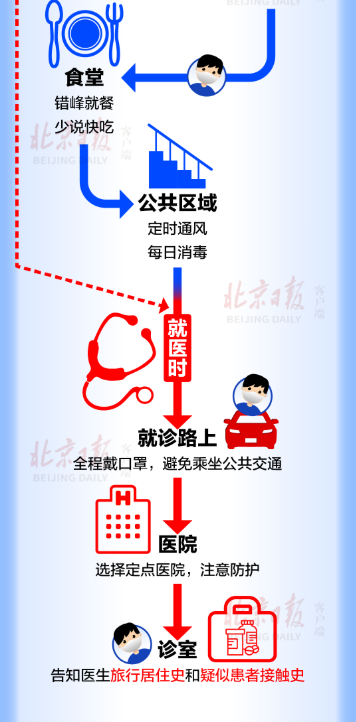 BEIJING DAILY
食堂
错峰就餐
少说快吃
北京日报 客户端
BEIJING DAILY
公共区域
定时通风
每日消毒
北京日报 客户端
BEIJING DAILY
就医时
就诊路上
全程戴口罩，避免乘坐公共交通
北京日报
BEIJING DAILY
H
医院
选择定点医院，注意防护
北京日报 客户端
BEIJING DAILY
诊室
告知医生旅行居住史和疑似患者接触史